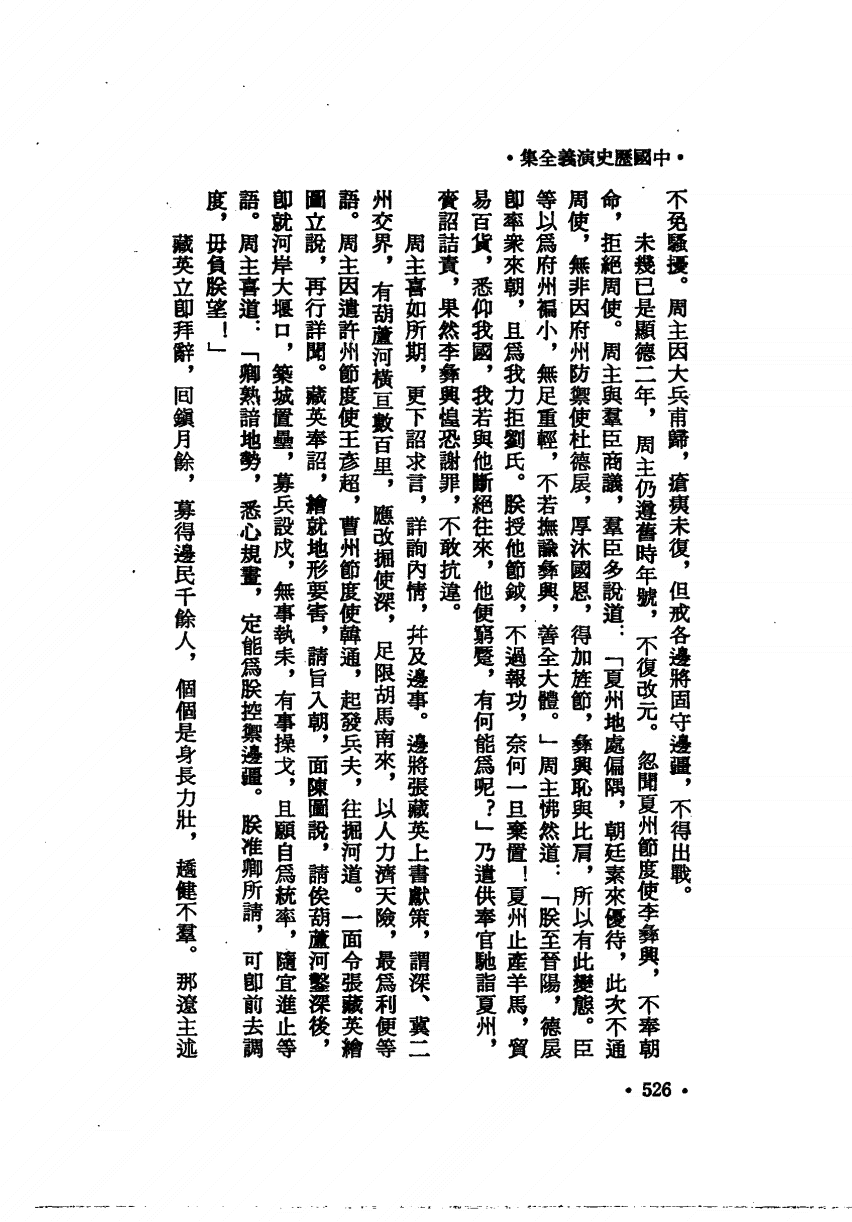 •中國歷史演義全集•
不免騷擾。周主因大兵甫歸，瘡痍未復，但戒各邊將固守邊疆，不得出戰。
未幾已是顯德二年，周主仍遵舊時年號，不復改元。忽聞夏州節度使李彝興，不奉朝
命，拒絕周使。周主與羣臣商議，羣臣多說道：「夏州地處偏隅，朝廷素來優待，此次不通
周使，無非因府州防禦使杜德扆，厚沐國恩，得加旌節，彝興恥與比肩，所以有此變態。臣
等以爲府州褊小，無足重輕，不若撫諭彝興，善全大體。」周主怫然道：「朕至晉陽，德扆
卽率衆來朝，且爲我力拒劉氏。朕授他節鉞，不過報功，奈何一旦棄置！夏州止產羊馬，貿
易百貨，悉仰我國，我若與他斷絕往來，他便窮蹙，有何能爲呢？」乃遣供奉官馳詣夏州，
賫詔詰責，果然李彝興惶恐謝罪，不敢抗違。
周主喜如所期，更下詔求言，詳詢內情，幷及邊事。邊將張藏英上書獻策，謂深、冀二
州交界，有葫蘆河橫亘數百里，應改掘使深，足限胡馬南來，以人力濟天險，最爲利便等
語。周主因遣許州節度使王彥超，曹州節度使韓通，起發兵夫，往掘河道。一面令張藏英繪
圖立說，再行詳聞。藏英奉詔，繪就地形要害，請旨入朝，面陳圖說，請俟葫蘆河鑿深後，
卽就河岸大堰口，築城置壘，募兵設戍，無事執耒，有事操戈，且願自爲統率，隨宜進止等
語。周主喜道：「卿熟諳地勢，悉心規畫，定能爲朕控禦邊疆。朕准卿所請，可卽前去調
度，毋負朕望！」
藏英立卽拜辭，回鎭月餘，募得邊民千餘人，個個是身長力壯，趫健不羣。那遼主述
•526•